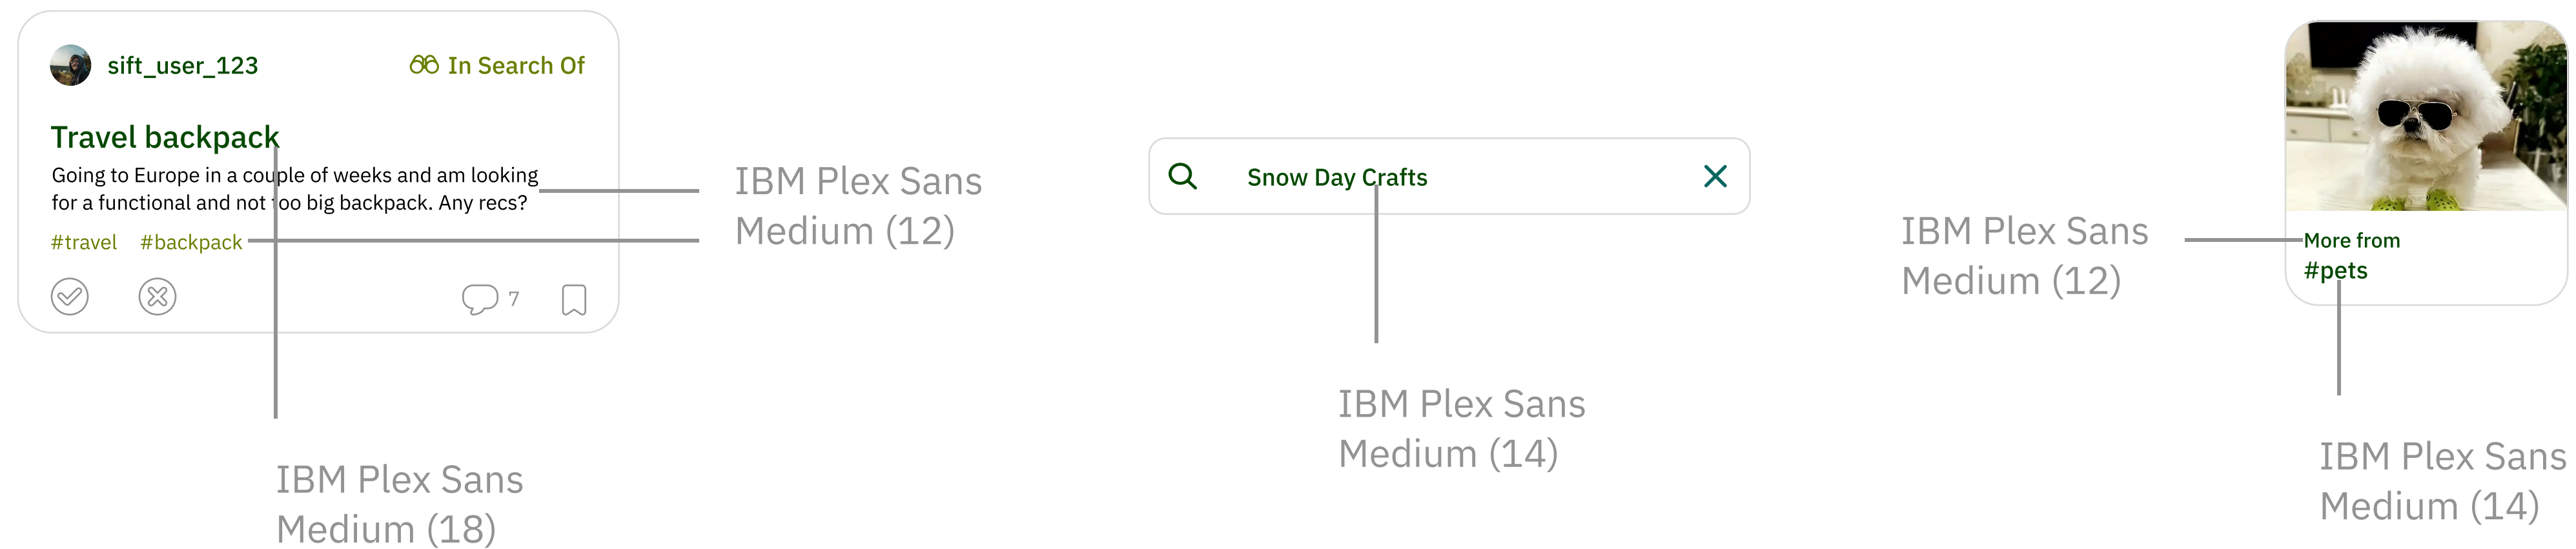 sift_user_123
In Search Of
Travel backpack
Going to Europe in a couple of weeks and am looking
for a functional and not too big backpack. Any recs?
#travel #backpack
7
IBM Plex Sans
Medium (12)
IBM Plex Sans
Medium (18)
Snow Day Crafts
IBM Plex Sans
Medium (14)
IBM Plex Sans
Medium (12)
More from
#pets
IBM Plex Sans
Medium (14)